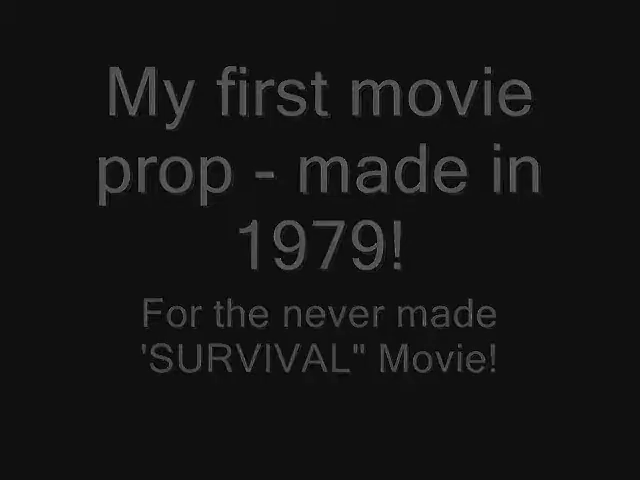 My first movie
prop - made in
1979!
For the never made
'SURVIVAL" Movie!